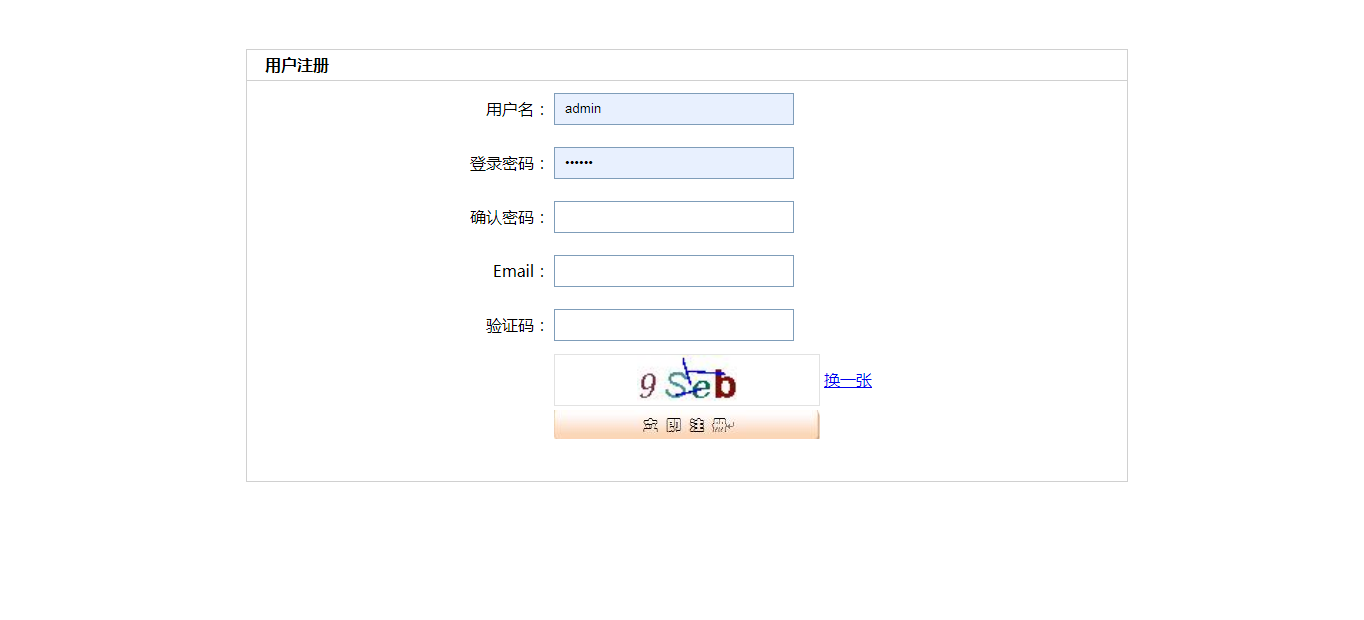 用户注册
用户名： admin
登录密码： ••••••
确认密码：
Email：
验证码：
9Seb 换一张
立即注册